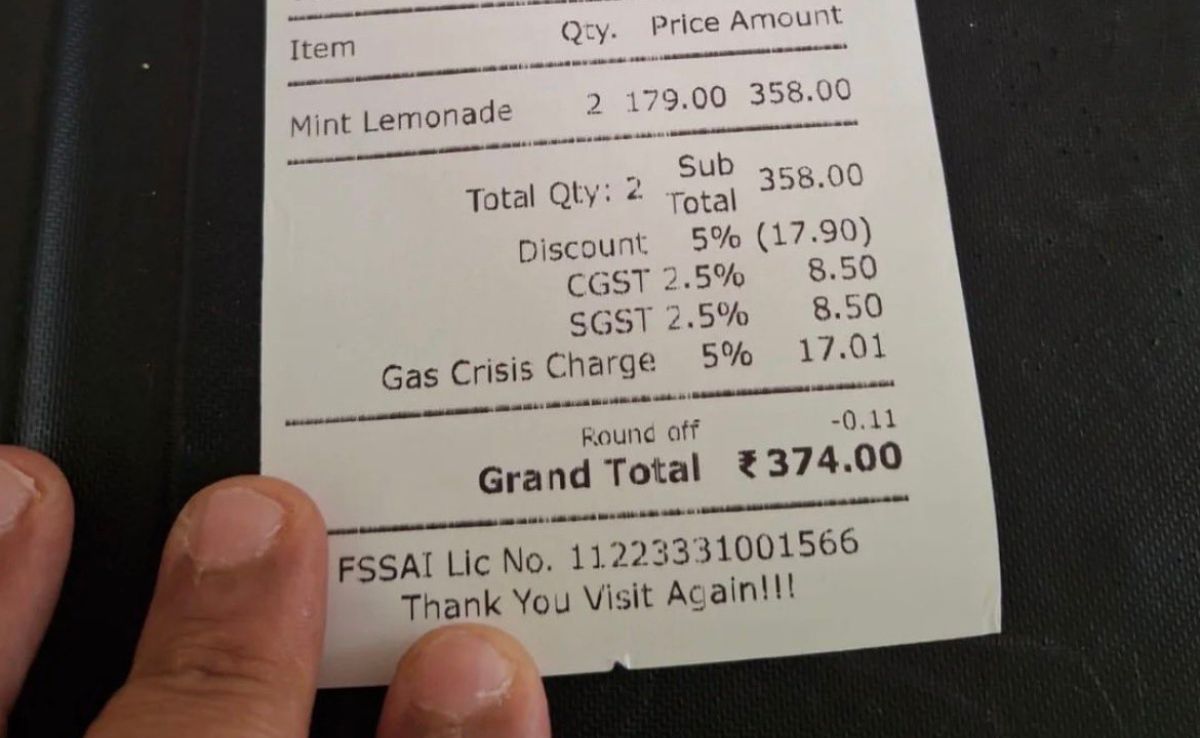 Item Qty. Price Amount
Mint Lemonade 2 179.00 358.00
Total Qty: 2 Sub Total 358.00
Discount 5% (17.90)
CGST 2.5% 8.50
SGST 2.5% 8.50
Gas Crisis Charge 5% 17.01
Round off -0.11
Grand Total ₹374.00
FSSAI Lic No. 11223331001566
Thank You Visit Again!!!